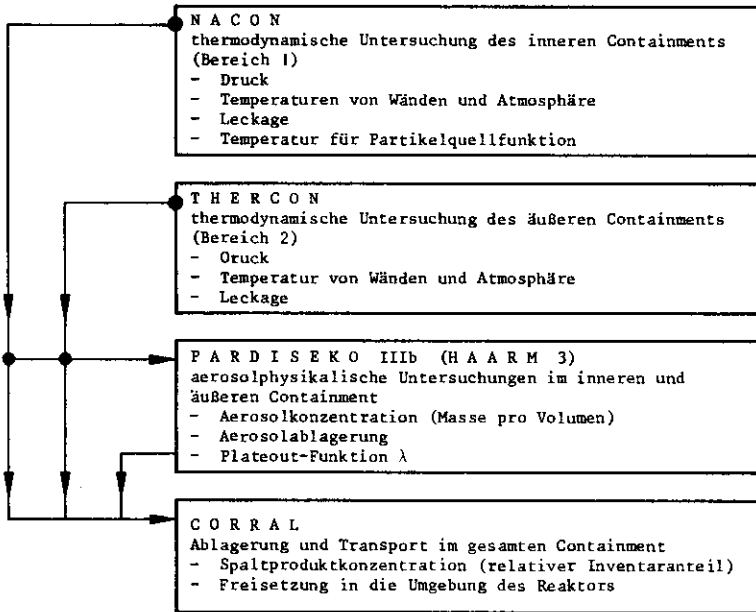 N A C O N
thermodynamische Untersuchung des inneren Containments
(Bereich 1)
- Druck
- Temperaturen von Wänden und Atmosphäre
- Leckage
- Temperatur für Partikelquellfunktion
T H E R C O N
thermodynamische Untersuchung des äußeren Containments
(Bereich 2)
- Druck
- Temperatur von Wänden und Atmosphäre
- Leckage
P A R D I S E K O IIIb (H A A R M 3)
aerosolphysikalische Untersuchungen im inneren und
äußeren Containment
- Aerosolkonzentration (Masse pro Volumen)
- Aerosolablagerung
- Plateout-Funktion λ
C O R R A L
Ablagerung und Transport im gesamten Containment
- Spaltproduktkonzentration (relativer Inventaranteil)
- Freisetzung in die Umgebung des Reaktors